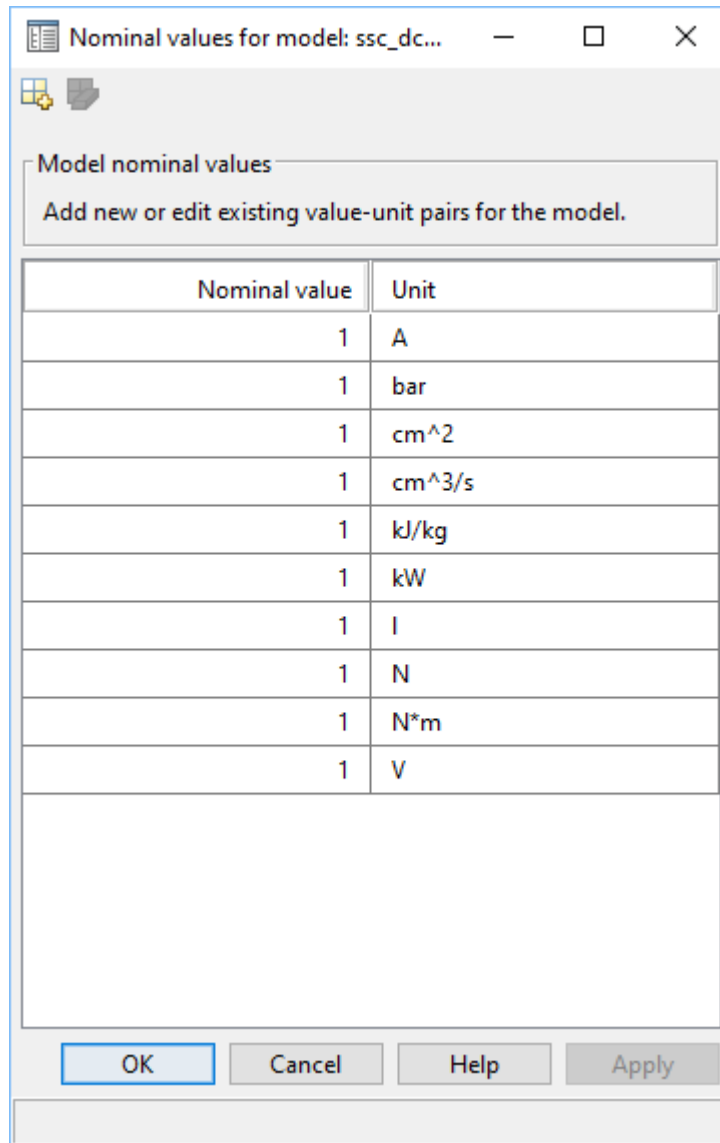 Nominal values for model: ssc_dc...
Model nominal values
Add new or edit existing value-unit pairs for the model.
Nominal value Unit
1 A
1 bar
1 cm^2
1 cm^3/s
1 kJ/kg
1 kW
1 l
1 N
1 N*m
1 V
OK Cancel Help Apply